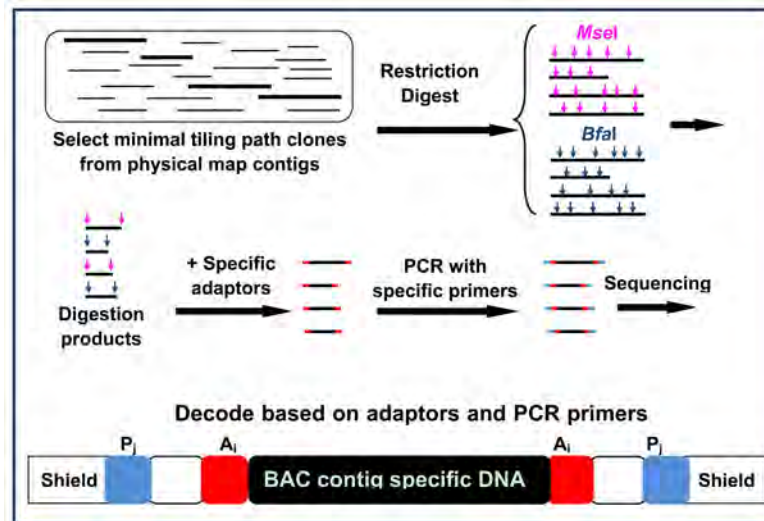 MseI
Restriction
Digest
Select minimal tiling path clones
from physical map contigs
BfaI
+ Specific
adaptors
PCR with
specific primers
Sequencing
Digestion
products
Decode based on adaptors and PCR primers
Pj Ai Ai Pj
Shield BAC contig specific DNA Shield